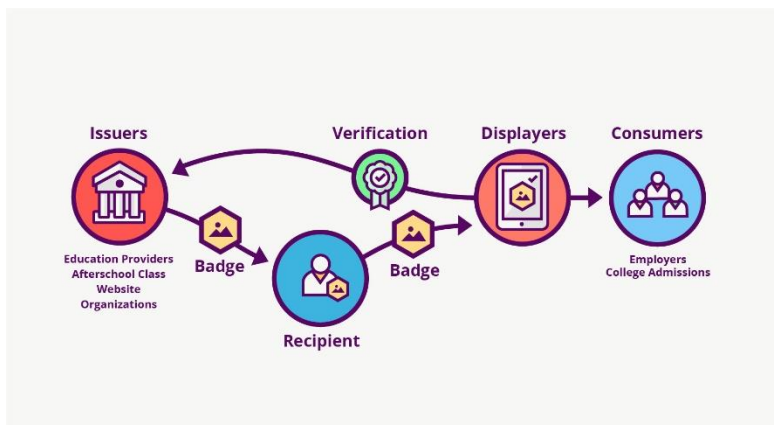 Issuers
Verification
Displayers
Consumers
Education Providers
Afterschool Class
Website
Organizations
Badge
Recipient
Badge
Employers
College Admissions